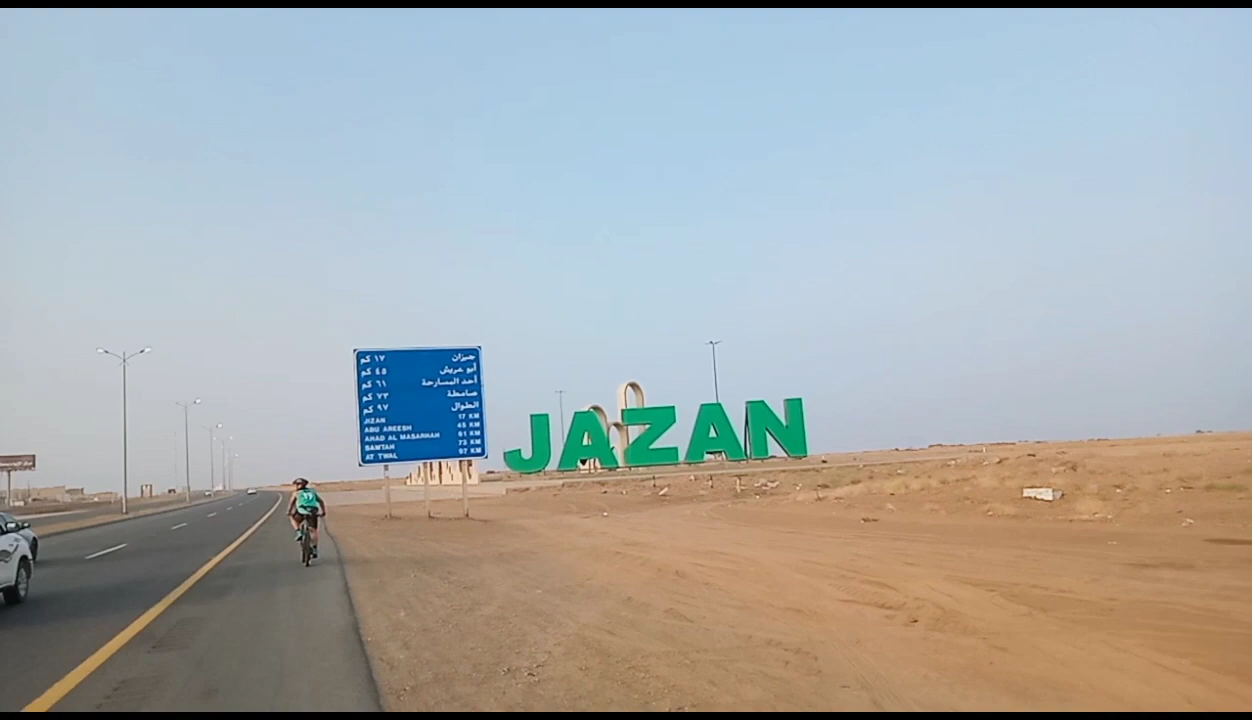 جيزان ١٧ كم
أبو عريش ٤٥ كم
أحد المسارحة ٦١ كم
صامطة ٧٣ كم
الطوال ٩٧ كم
JIZAN 17 KM
ABU AREESH 45 KM
AHAD AL MASARHAH 61 KM
SAMTAH 73 KM
AT TWAL 97 KM
JAZAN